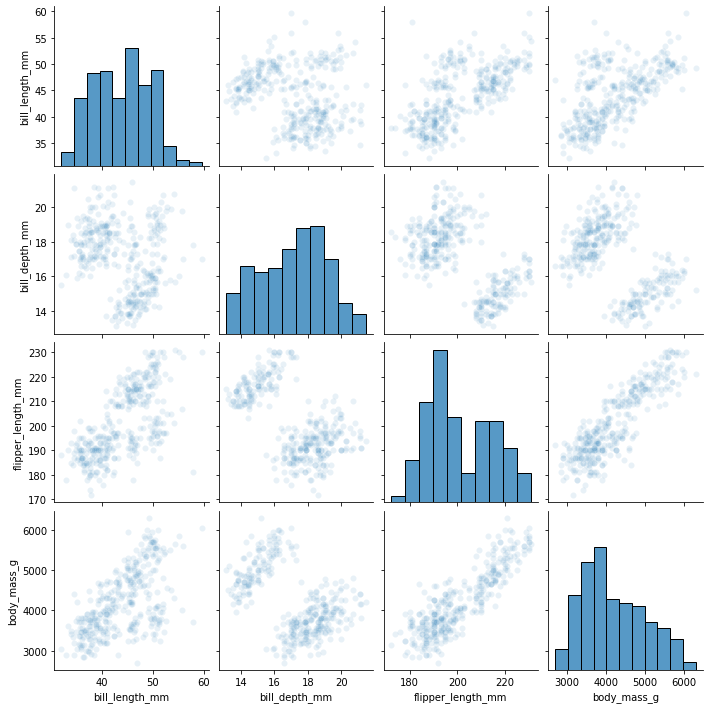 60
55
50
45
40
35
bill_length_mm
20
18
16
14
bill_depth_mm
230
220
210
200
190
180
170
flipper_length_mm
6000
5000
4000
3000
body_mass_g
40 50 60
14 16 18 20
180 200 220
3000 4000 5000 6000
bill_length_mm
bill_depth_mm
flipper_length_mm
body_mass_g